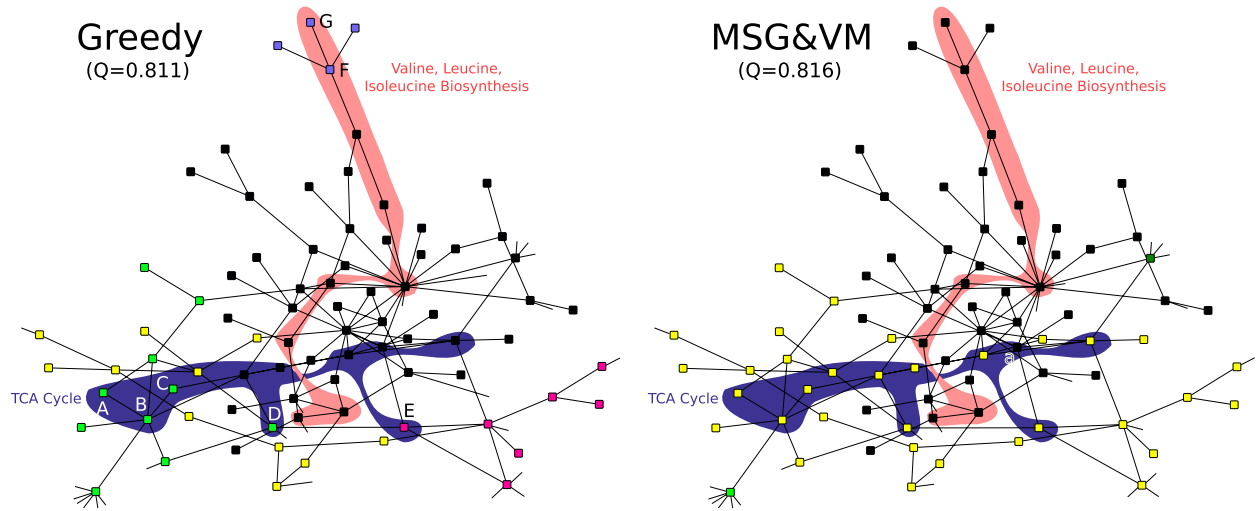 Greedy
(Q=0.811)
G
F
Valine, Leucine,
Isoleucine Biosynthesis
TCA Cycle
A
B
C
D
E
MSG&VM
(Q=0.816)
Valine, Leucine,
Isoleucine Biosynthesis
TCA Cycle
@